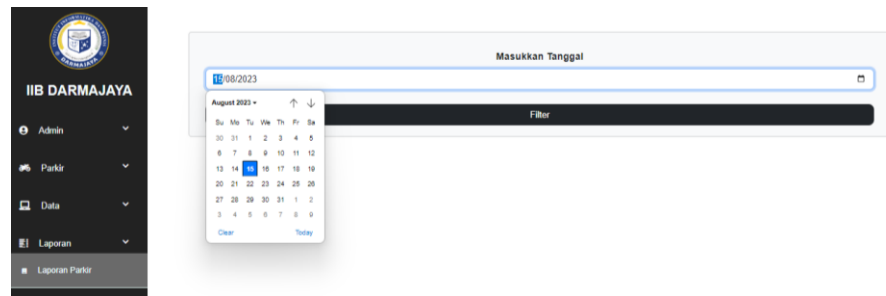 DARMAJAYA
IIB DARMAJAYA
Admin
Parkir
Data
Laporan
Laporan Parkir
Masukkan Tanggal
15/08/2023
Filter
August 2023
Su Mo Tu We Th Fr Sa
30 31 1 2 3 4 5
6 7 8 9 10 11 12
13 14 15 16 17 18 19
20 21 22 23 24 25 26
27 28 29 30 31 1 2
3 4 5 6 7 8 9
Clear Today